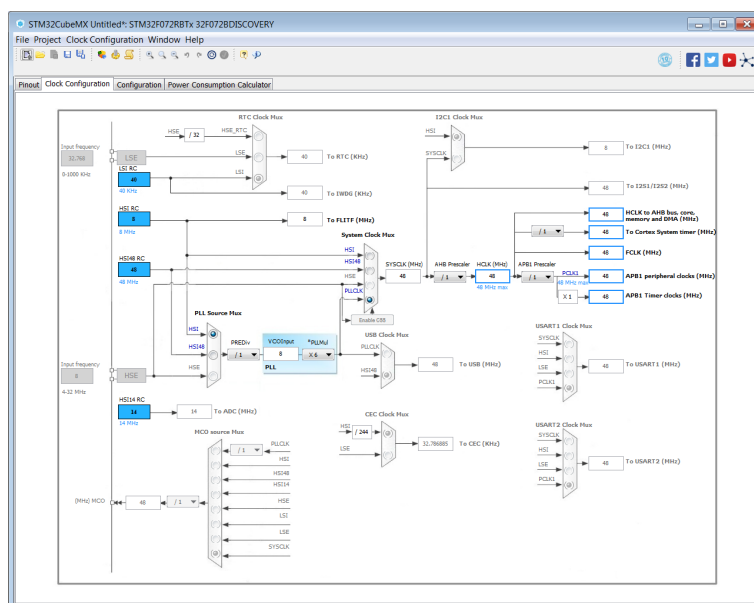 STM32CubeMX Untitled*: STM32F072RBTx 32F072BDISCOVERY
File Project Clock Configuration Window Help
Pinout Clock Configuration Configuration Power Consumption Calculator
RTC Clock Mux
I2C1 Clock Mux
HSE / 32 HSE_RTC
HSI
Input frequency
32.768
LSE
LSE
40 To RTC (KHz)
SYSCLK
8 To I2C1 (MHz)
0-1000 KHz
LSI RC
40
LSI
40 KHz
40 To IWDG (KHz)
48 To I2S1/I2S2 (MHz)
HSI RC
8
8 To FLITF (MHz)
8 MHz
48 HCLK to AHB bus, core,
memory and DMA (MHz)
System Clock Mux
/ 1 48 To Cortex System timer (MHz)
HSI
48 FCLK (MHz)
HSI48 RC
48
HSI48
SYSCLK (MHz) AHB Prescaler HCLK (MHz) APB1 Prescaler
HSE
48 / 1 48 / 1 PCLK1 48 APB1 peripheral clocks (MHz)
48 MHz
48 MHz max 48 MHz max
PLLCLK
X 1 48 APB1 Timer clocks (MHz)
PLL Source Mux
Enable CSS
HSI
USB Clock Mux
USART1 Clock Mux
PREDiv VCOInput *PLLMul
PLLCLK
SYSCLK
HSI48
/ 1 8 X 6
HSI
PLL
48 To USB (MHz)
LSE
48 To USART1 (MHz)
Input frequency
HSI48
PCLK1
8
HSE
HSE
4-32 MHz
HSI14 RC
14
14 To ADC (MHz)
14 MHz
CEC Clock Mux
USART2 Clock Mux
HSI / 244
SYSCLK
MCO source Mux
HSI
PLLCLK
/ 1
32.786885 To CEC (KHz)
LSE
LSE
48 To USART2 (MHz)
HSI
PCLK1
HSI48
HSI14
(MHz) MCO 48 / 1
HSE
LSI
LSE
SYSCLK